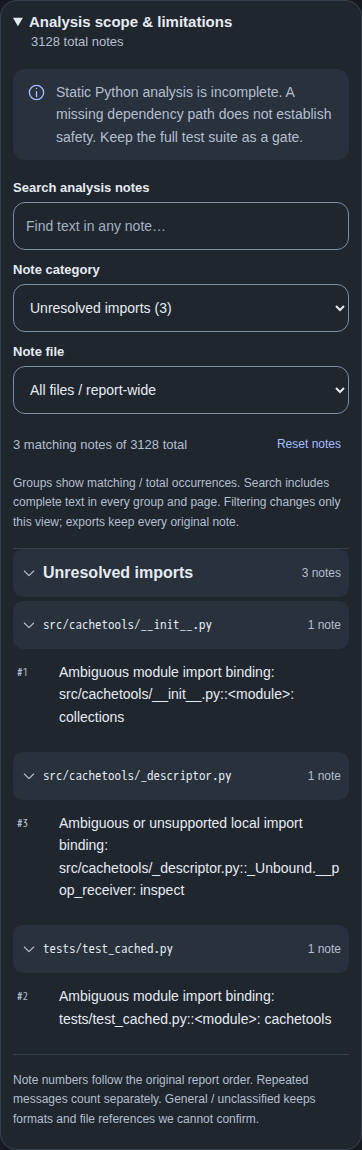 Analysis scope & limitations
3128 total notes
Static Python analysis is incomplete. A
missing dependency path does not establish
safety. Keep the full test suite as a gate.
Search analysis notes
Find text in any note…
Note category
Unresolved imports (3)
Note file
All files / report-wide
3 matching notes of 3128 total
Reset notes
Groups show matching / total occurrences. Search includes
complete text in every group and page. Filtering changes only
this view; exports keep every original note.
Unresolved imports
3 notes
src/cachetools/__init__.py
1 note
#1
Ambiguous module import binding:
src/cachetools/__init__.py::<module>:
collections
src/cachetools/_descriptor.py
1 note
#3
Ambiguous or unsupported local import
binding:
src/cachetools/_descriptor.py::_Unbound.__p
op_receiver: inspect
tests/test_cached.py
1 note
#2
Ambiguous module import binding:
tests/test_cached.py::<module>: cachetools
Note numbers follow the original report order. Repeated
messages count separately. General / unclassified keeps
formats and file references we cannot confirm.